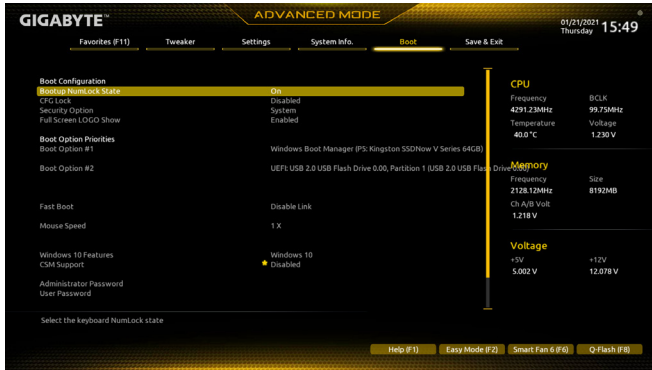 GIGABYTE™
ADVANCED MODE
01/21/2021 Thursday 15:49
Favorites (F11) Tweaker Settings System Info. Boot Save & Exit
Boot Configuration
Bootup NumLock State On
CFG Lock Disabled
Security Option System
Full Screen LOGO Show Enabled
Boot Option Priorities
Boot Option #1 Windows Boot Manager (P5: Kingston SSDNow V Series 64GB)
Boot Option #2 UEFI: USB 2.0 USB Flash Drive 0.00, Partition 1 (USB 2.0 USB Flash Drive 0.00)
Fast Boot Disable Link
Mouse Speed 1 X
Windows 10 Features Windows 10
CSM Support Disabled
Administrator Password
User Password
Select the keyboard NumLock state
CPU
Frequency BCLK
4291.23MHz 99.75MHz
Temperature Voltage
40.0 °C 1.230 V
Memory
Frequency Size
2128.12MHz 8192MB
Ch A/B Volt
1.218 V
Voltage
+5V +12V
5.002 V 12.078 V
Help (F1) Easy Mode (F2) Smart Fan 6 (F6) Q-Flash (F8)